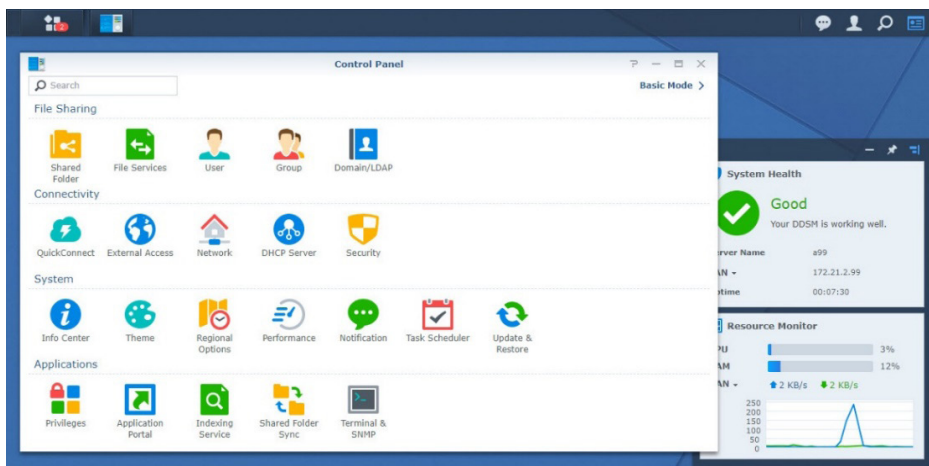 2
Control Panel
Search
Basic Mode
File Sharing
Shared Folder
File Services
User
Group
Domain/LDAP
Connectivity
QuickConnect
External Access
Network
DHCP Server
Security
System
Info Center
Theme
Regional Options
Performance
Notification
Task Scheduler
Update & Restore
Applications
Privileges
Application Portal
Indexing Service
Shared Folder Sync
Terminal & SNMP
System Health
Good
Your DDSM is working well.
erver Name a99
AN 172.21.2.99
ptime 00:07:30
Resource Monitor
PU 3%
AM 12%
AN 2 KB/s 2 KB/s
250
200
150
100
50
0